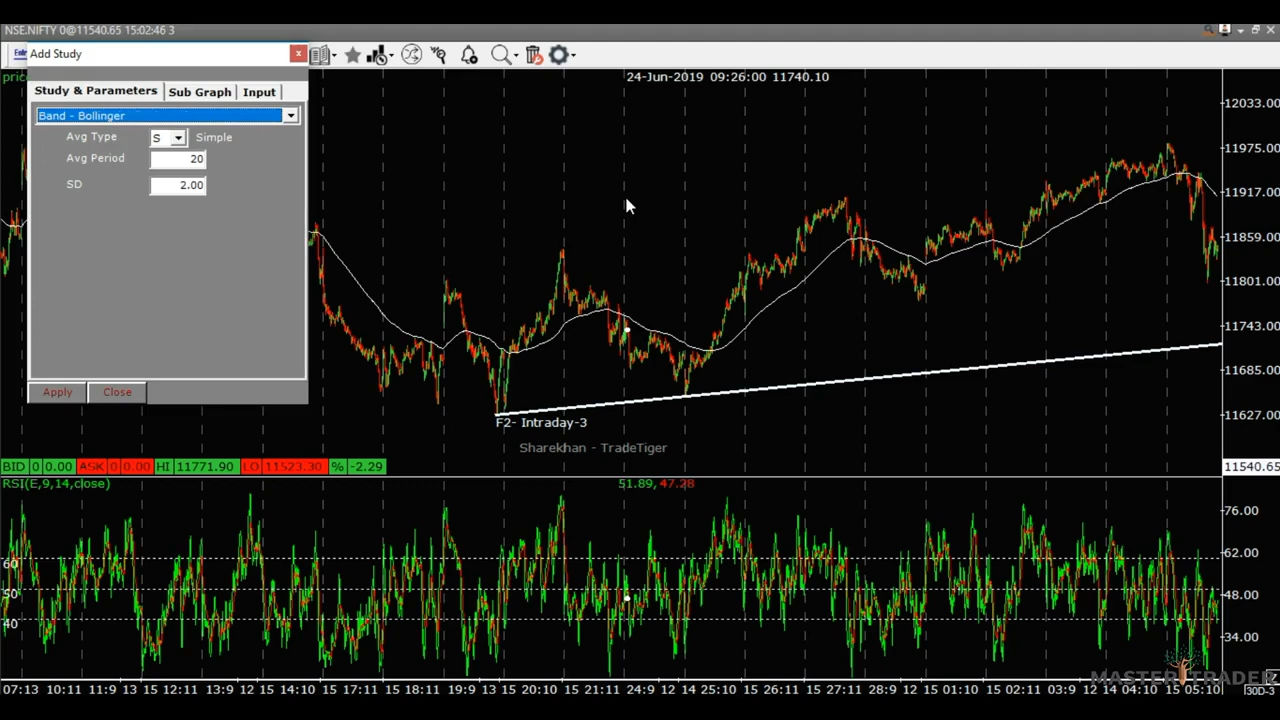 NSE.NIFTY 0@11540.65 15:02:46 3
Add Study
price
24-Jun-2019 09:26:00 11740.10
Study & Parameters Sub Graph Input
Band - Bollinger
Avg Type S Simple
Avg Period 20
SD 2.00
Apply Close
12033.00
11975.00
11917.00
11859.00
11801.00
11743.00
11685.00
11627.00
F2- Intraday-3
Sharekhan - TradeTiger
BID 0 0.00 ASK 0 0.00 HI 11771.90 LO 11523.30 % -2.29
11540.65
RSI(E,9,14,close)
51.89, 47.28
76.00
62.00
48.00
34.00
60
50
40
MASTER TRADER
07:13 10:11 11:9 13 15 12:11 13:9 12 15 14:10 15 17:11 15 18:11 19:9 13 15 20:10 15 21:11 24:9 12 14 25:10 15 26:11 15 27:11 28:9 12 15 01:10 15 02:11 03:9 12 14 04:10 15 05:10 30D-3